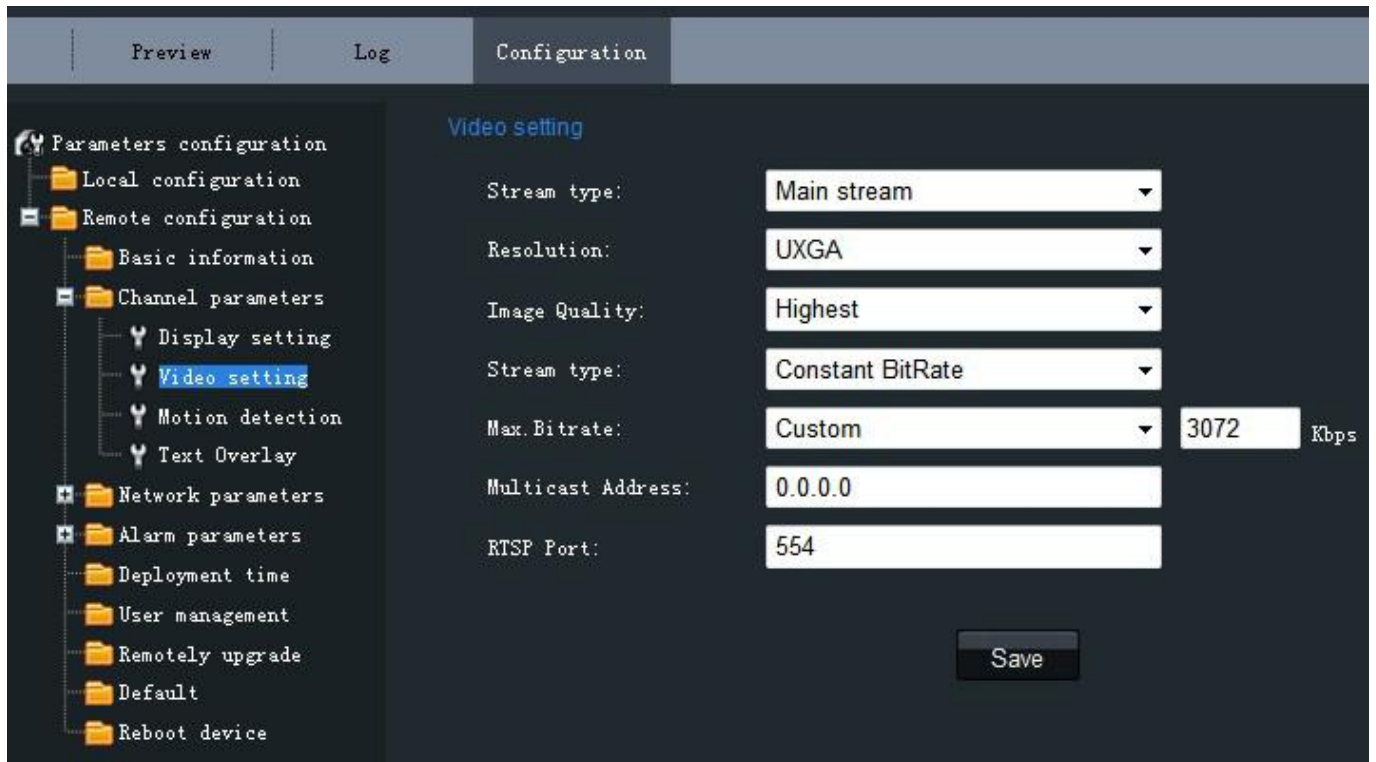 Preview Log Configuration
Parameters configuration
Local configuration
Remote configuration
Basic information
Channel parameters
Display setting
Video setting
Motion detection
Text Overlay
Network parameters
Alarm parameters
Deployment time
User management
Remotely upgrade
Default
Reboot device
Video setting
Stream type: Main stream
Resolution: UXGA
Image Quality: Highest
Stream type: Constant BitRate
Max.Bitrate: Custom 3072 Kbps
Multicast Address: 0.0.0.0
RTSP Port: 554
Save